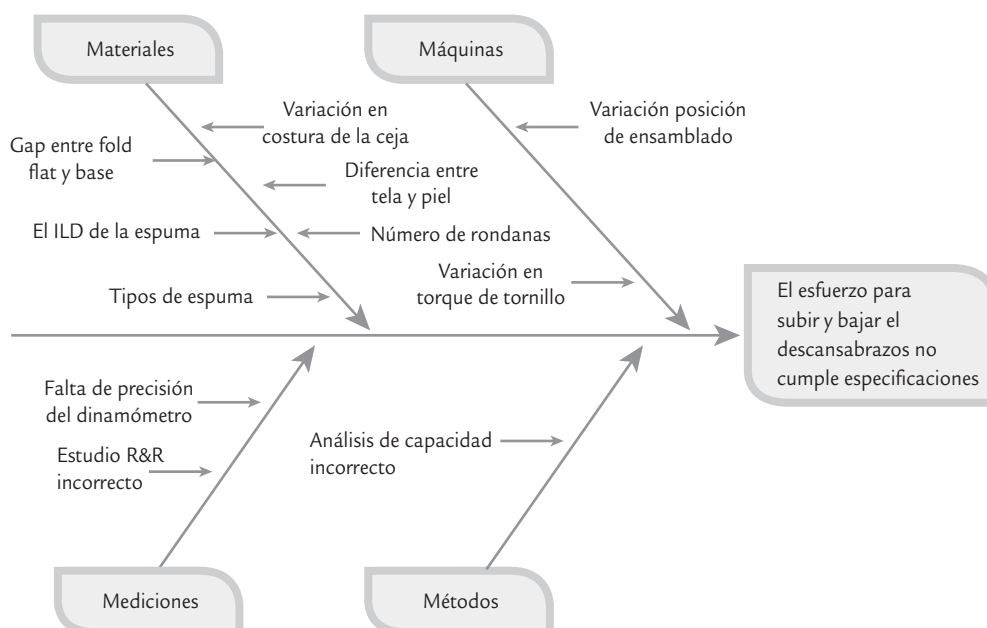 Materiales
Máquinas
Variación en
costura de la ceja
Variación posición
de ensamblado
Gap entre fold
flat y base
Diferencia entre
tela y piel
El ILD de la espuma
Número de rondanas
Variación en
torque de tornillo
Tipos de espuma
El esfuerzo para
subir y bajar el
descansabrazos no
cumple especificaciones
Falta de precisión
del dinamómetro
Análisis de capacidad
incorrecto
Estudio R&R
incorrecto
Mediciones
Métodos